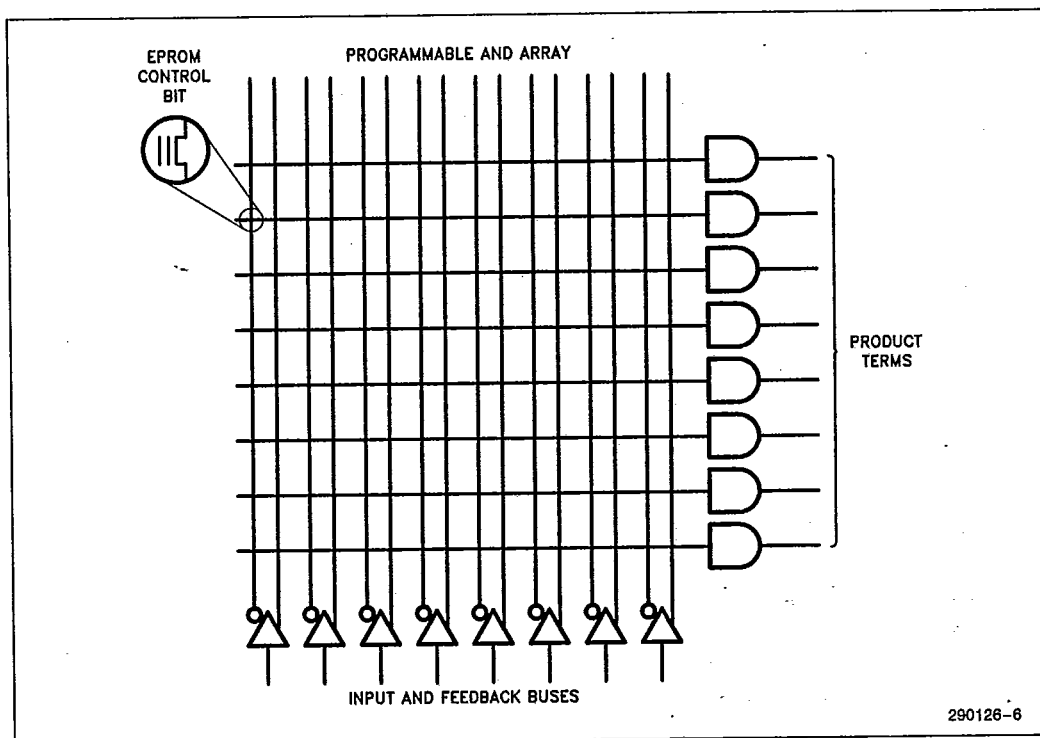 EPROM
CONTROL
BIT
PROGRAMMABLE AND ARRAY
PRODUCT
TERMS
INPUT AND FEEDBACK BUSES
290126-6